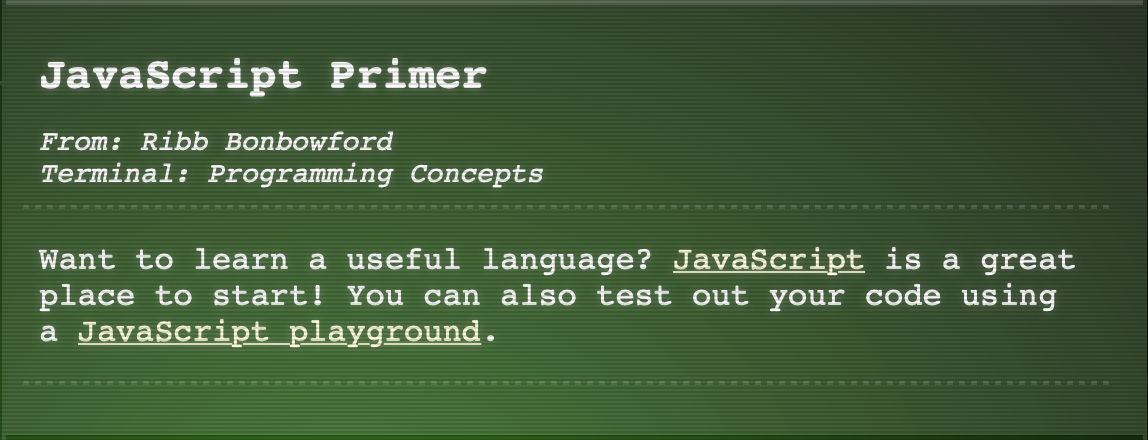 JavaScript Primer
From: Ribb Bonbowford
Terminal: Programming Concepts
Want to learn a useful language? JavaScript is a great
place to start! You can also test out your code using
a JavaScript playground.